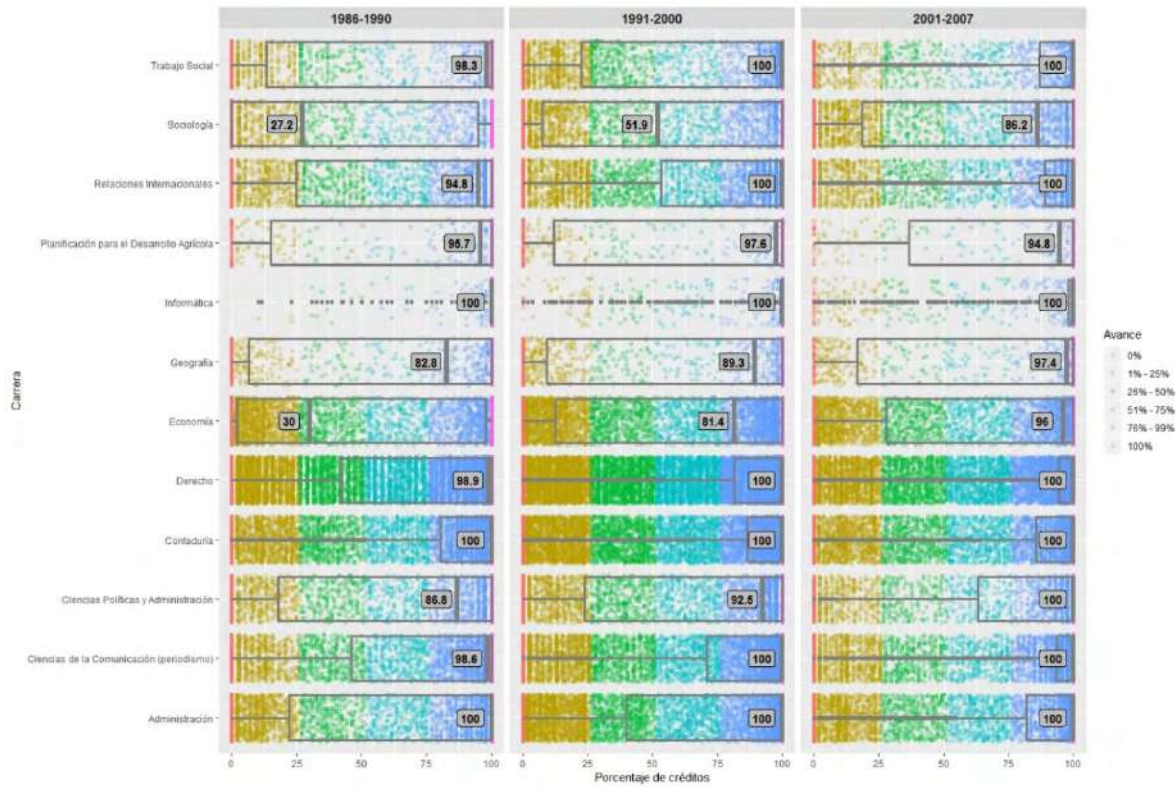 1986-1990
1991-2000
2001-2007
Carrera
Trabajo Social
98.3
100
100
Sociología
27.2
51.9
86.2
Relaciones Internacionales
94.8
100
100
Planificación para el Desarrollo Agrícola
95.7
97.6
94.8
Informática
100
100
100
Geografía
82.8
89.3
97.4
Economía
30
81.4
96
Derecho
98.9
100
100
Contaduría
100
100
100
Ciencias Políticas y Administración
86.8
92.5
100
Ciencias de la Comunicación (periodismo)
98.6
100
100
Administración
100
100
100
0 25 50 75 100
0 25 50 75 100
0 25 50 75 100
Porcentaje de créditos
Avance
0%
1% - 25%
26% - 50%
51% - 75%
76% - 99%
100%